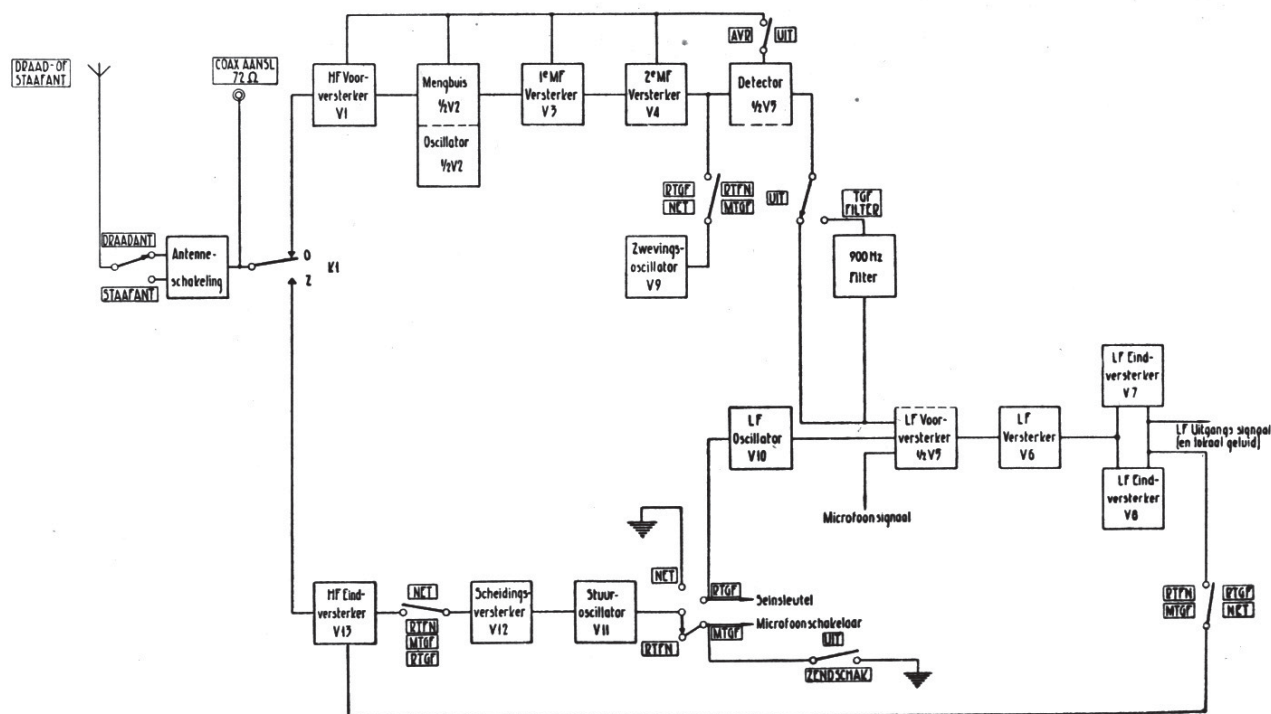 DRAAD- OF
STAAFANT
COAX AANSL
72 Ω
HF Voor-
versterker
V1
Mengbuis
½V2
Oscillator
½V2
1e MF
Versterker
V3
2e MF
Versterker
V4
AVR
UIT
Detector
½V5
RTGF
NET
RTFN
MTGF
UIT
TGF
FILTER
Zwevings-
oscillator
V9
900 Hz
Filter
DRAADANT
STAAFANT
Antenne-
schakeling
O
K1
Z
LF Eind-
versterker
V7
LF
Oscillator
V10
LF Voor-
versterker
½V5
LF
Versterker
V6
LF Uitgangs signaal
(en lokaal geluid)
LF Eind-
versterker
V8
Microfoon signaal
NET
RTGF
Seinsleutel
Microfoon schakelaar
MTGF
RTFN
UIT
ZENDSCHAK
HF Eind-
versterker
V13
NET
RTFN
MTGF
RTGF
Scheidings-
versterker
V12
Stuur-
oscillator
V11
RTFN
MTGF
RTGF
NET